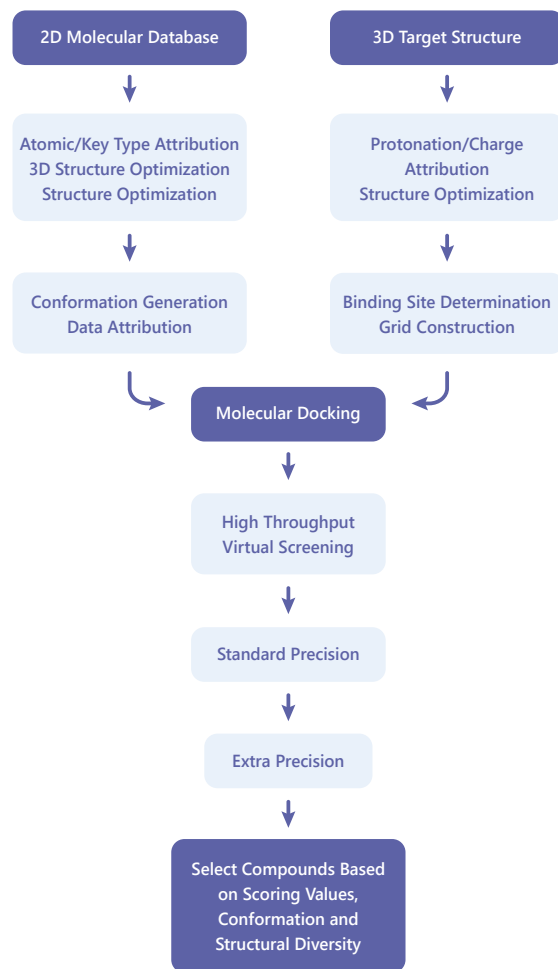 2D Molecular Database
3D Target Structure
Atomic/Key Type Attribution
3D Structure Optimization
Structure Optimization
Protonation/Charge
Attribution
Structure Optimization
Conformation Generation
Data Attribution
Binding Site Determination
Grid Construction
Molecular Docking
High Throughput
Virtual Screening
Standard Precision
Extra Precision
Select Compounds Based
on Scoring Values,
Conformation and
Structural Diversity